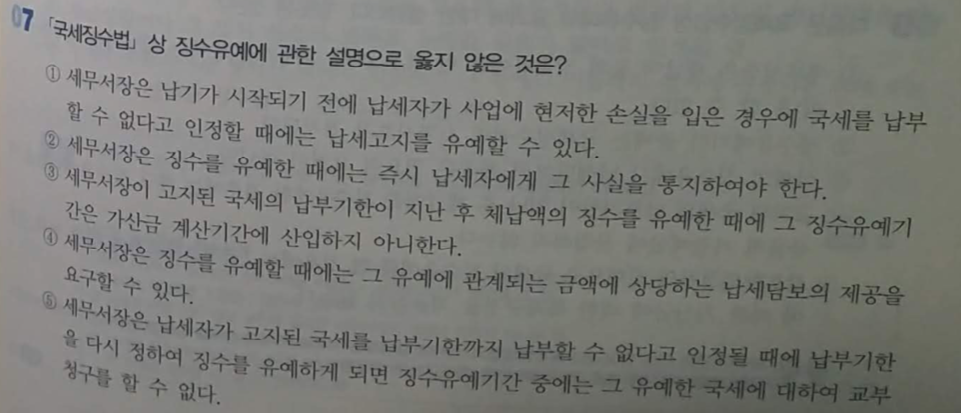 07 「국세징수법」 상 징수유예에 관한 설명으로 옳지 않은 것은?
① 세무서장은 납기가 시작되기 전에 납세자가 사업에 현저한 손실을 입은 경우에 국세를 납부
할 수 없다고 인정할 때에는 납세고지를 유예할 수 있다.
② 세무서장은 징수를 유예한 때에는 즉시 납세자에게 그 사실을 통지하여야 한다.
③ 세무서장이 고지된 국세의 납부기한이 지난 후 체납액의 징수를 유예한 때에 그 징수유예기
간은 가산금 계산기간에 산입하지 아니한다.
④ 세무서장은 징수를 유예할 때에는 그 유예에 관계되는 금액에 상당하는 납세담보의 제공을
요구할 수 있다.
⑤ 세무서장은 납세자가 고지된 국세를 납부기한까지 납부할 수 없다고 인정될 때에 납부기한
을 다시 정하여 징수를 유예하게 되면 징수유예기간 중에는 그 유예한 국세에 대하여 교부
청구를 할 수 없다.